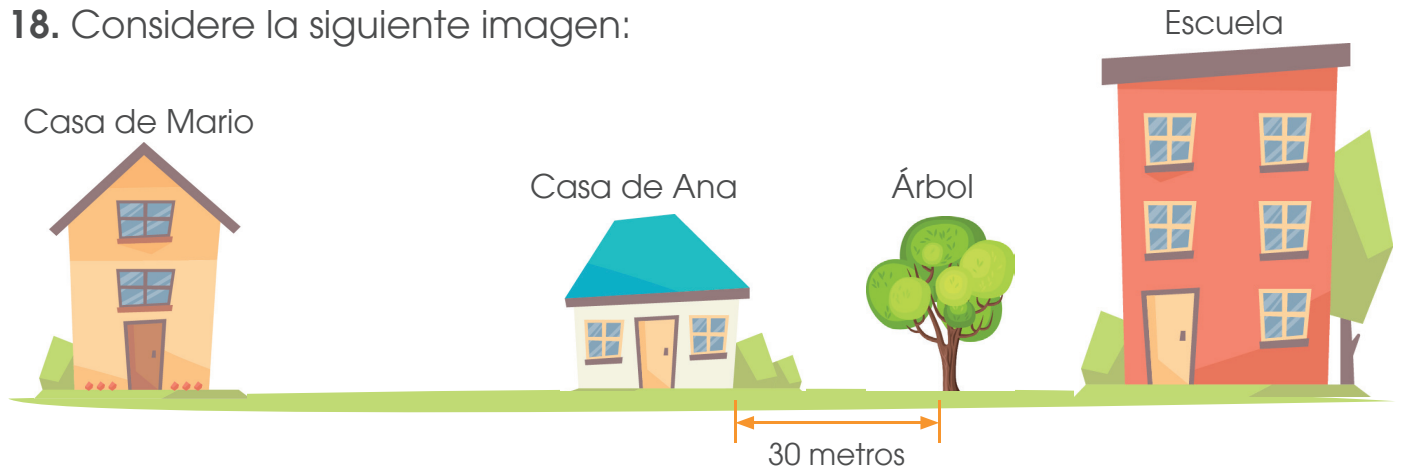 18. Considere la siguiente imagen:
Escuela
Casa de Mario
Casa de Ana
Árbol
30 metros